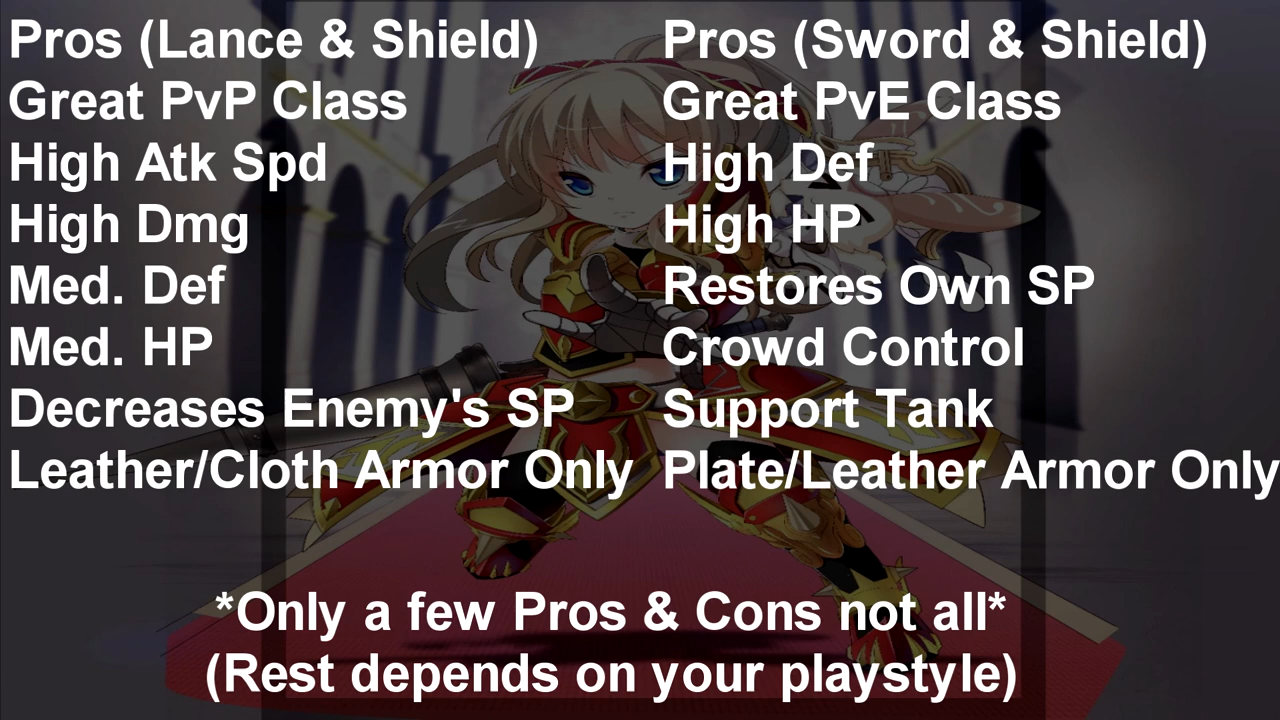 Pros (Lance & Shield)
Great PvP Class
High Atk Spd
High Dmg
Med. Def
Med. HP
Decreases Enemy's SP
Leather/Cloth Armor Only
Pros (Sword & Shield)
Great PvE Class
High Def
High HP
Restores Own SP
Crowd Control
Support Tank
Plate/Leather Armor Only
*Only a few Pros & Cons not all*
(Rest depends on your playstyle)